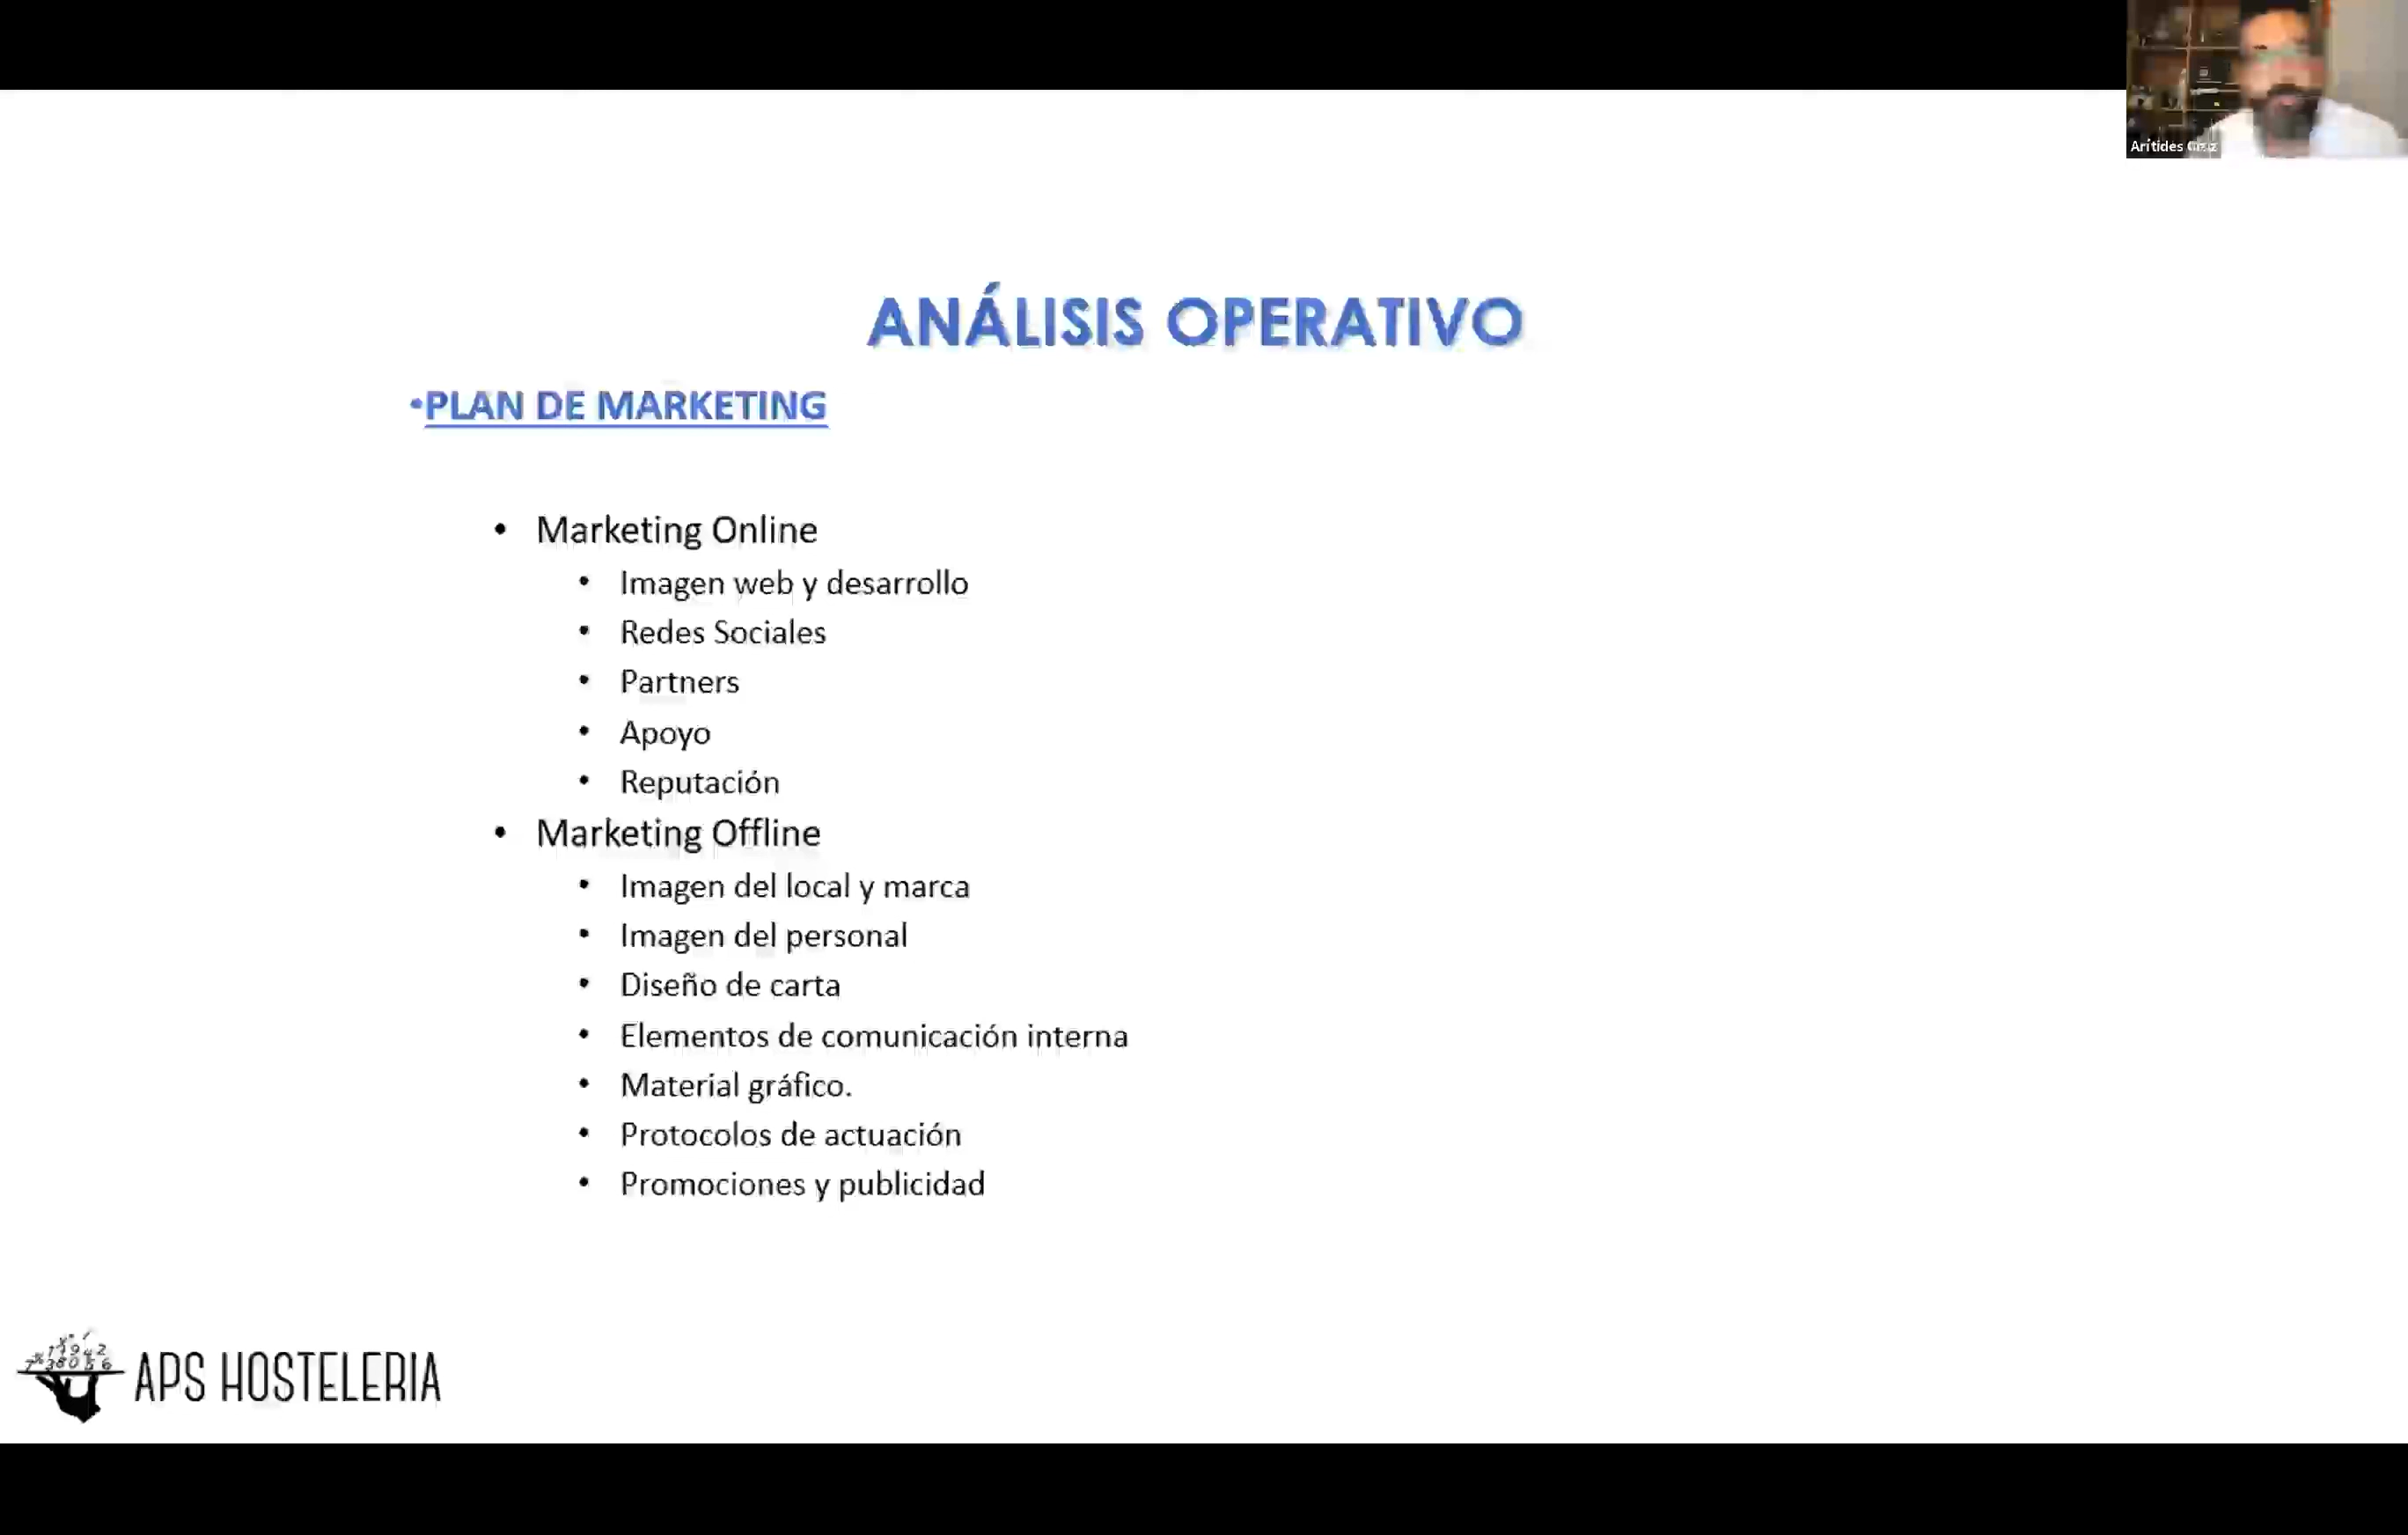 Arítides
ANÁLISIS OPERATIVO
•PLAN DE MARKETING
• Marketing Online
• Imagen web y desarrollo
• Redes Sociales
• Partners
• Apoyo
• Reputación
• Marketing Offline
• Imagen del local y marca
• Imagen del personal
• Diseño de carta
• Elementos de comunicación interna
• Material gráfico.
• Protocolos de actuación
• Promociones y publicidad
APS HOSTELERIA